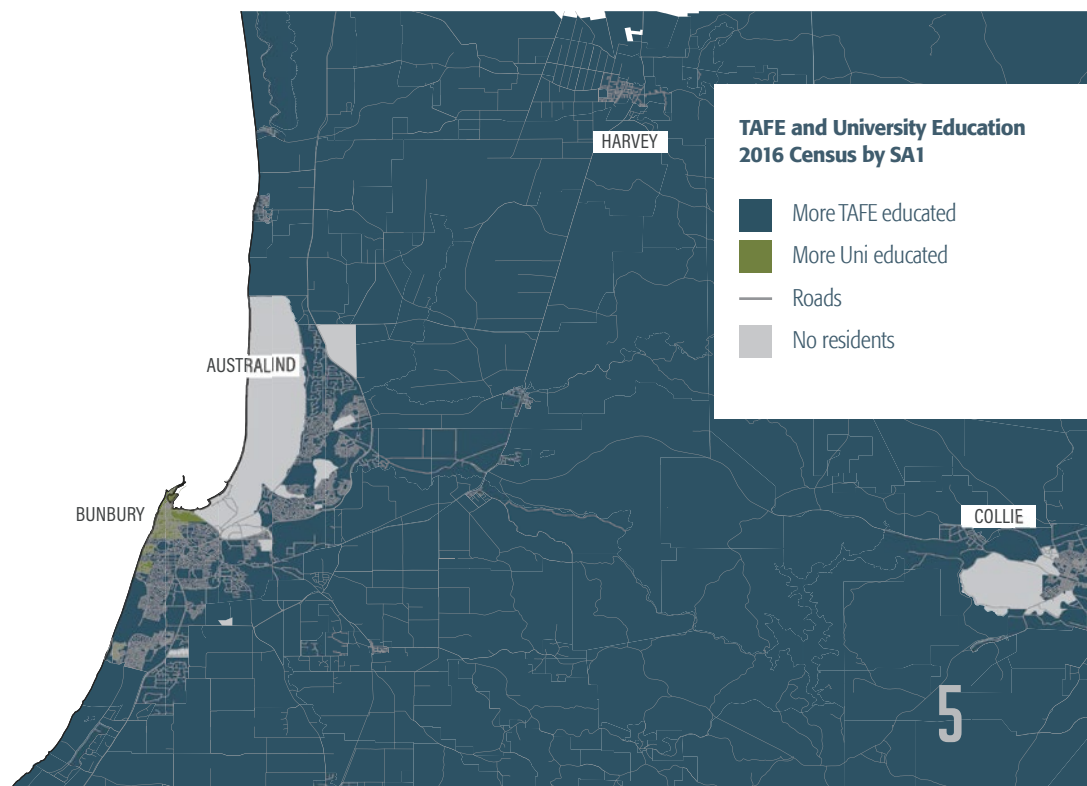 HARVEY
TAFE and University Education
2016 Census by SA1
More TAFE educated
More Uni educated
Roads
No residents
AUSTRALIND
BUNBURY
COLLIE
5